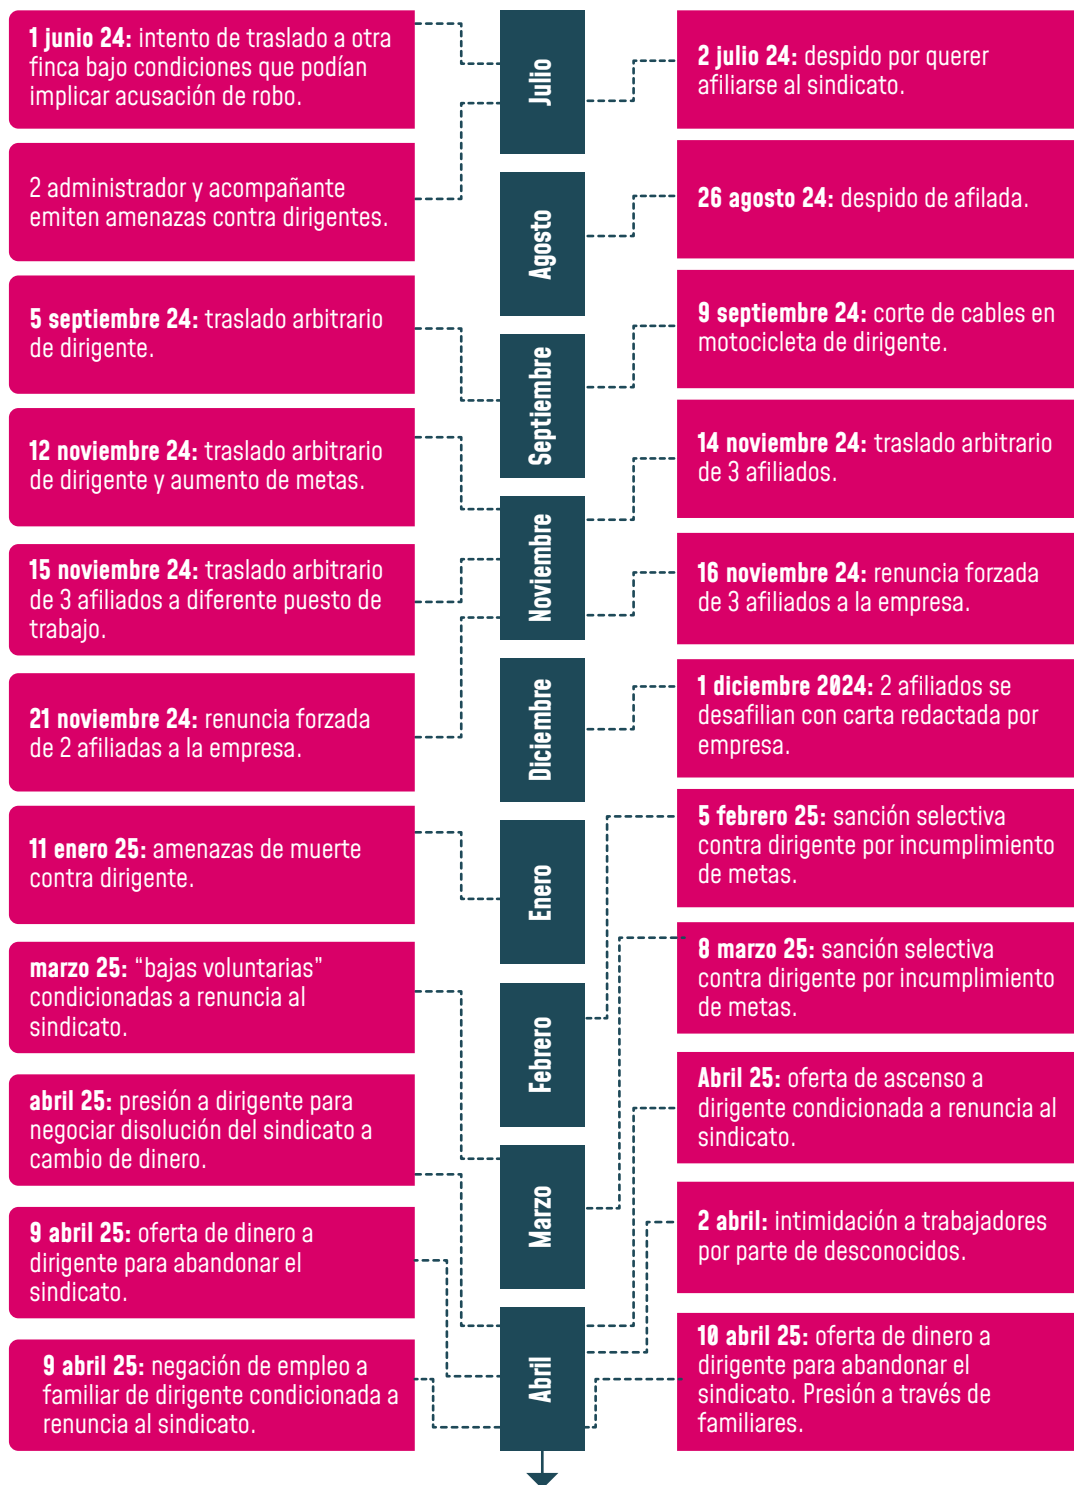 1 junio 24: intento de traslado a otra
finca bajo condiciones que podían
implicar acusación de robo.
Julio
2 julio 24: despido por querer
afiliarse al sindicato.
2 administrador y acompañante
emiten amenazas contra dirigentes.
Agosto
26 agosto 24: despido de afilada.
5 septiembre 24: traslado arbitrario
de dirigente.
Septiembre
9 septiembre 24: corte de cables en
motocicleta de dirigente.
12 noviembre 24: traslado arbitrario
de dirigente y aumento de metas.
Noviembre
14 noviembre 24: traslado arbitrario
de 3 afiliados.
15 noviembre 24: traslado arbitrario
de 3 afiliados a diferente puesto de
trabajo.
16 noviembre 24: renuncia forzada
de 3 afiliados a la empresa.
21 noviembre 24: renuncia forzada
de 2 afiliadas a la empresa.
Diciembre
1 diciembre 2024: 2 afiliados se
desafilian con carta redactada por
empresa.
11 enero 25: amenazas de muerte
contra dirigente.
Enero
5 febrero 25: sanción selectiva
contra dirigente por incumplimiento
de metas.
marzo 25: “bajas voluntarias”
condicionadas a renuncia al
sindicato.
Febrero
8 marzo 25: sanción selectiva
contra dirigente por incumplimiento
de metas.
abril 25: presión a dirigente para
negociar disolución del sindicato a
cambio de dinero.
Marzo
Abril 25: oferta de ascenso a
dirigente condicionada a renuncia al
sindicato.
9 abril 25: oferta de dinero a
dirigente para abandonar el
sindicato.
2 abril: intimidación a trabajadores
por parte de desconocidos.
9 abril 25: negación de empleo a
familiar de dirigente condicionada a
renuncia al sindicato.
Abril
10 abril 25: oferta de dinero a
dirigente para abandonar el
sindicato. Presión a través de
familiares.